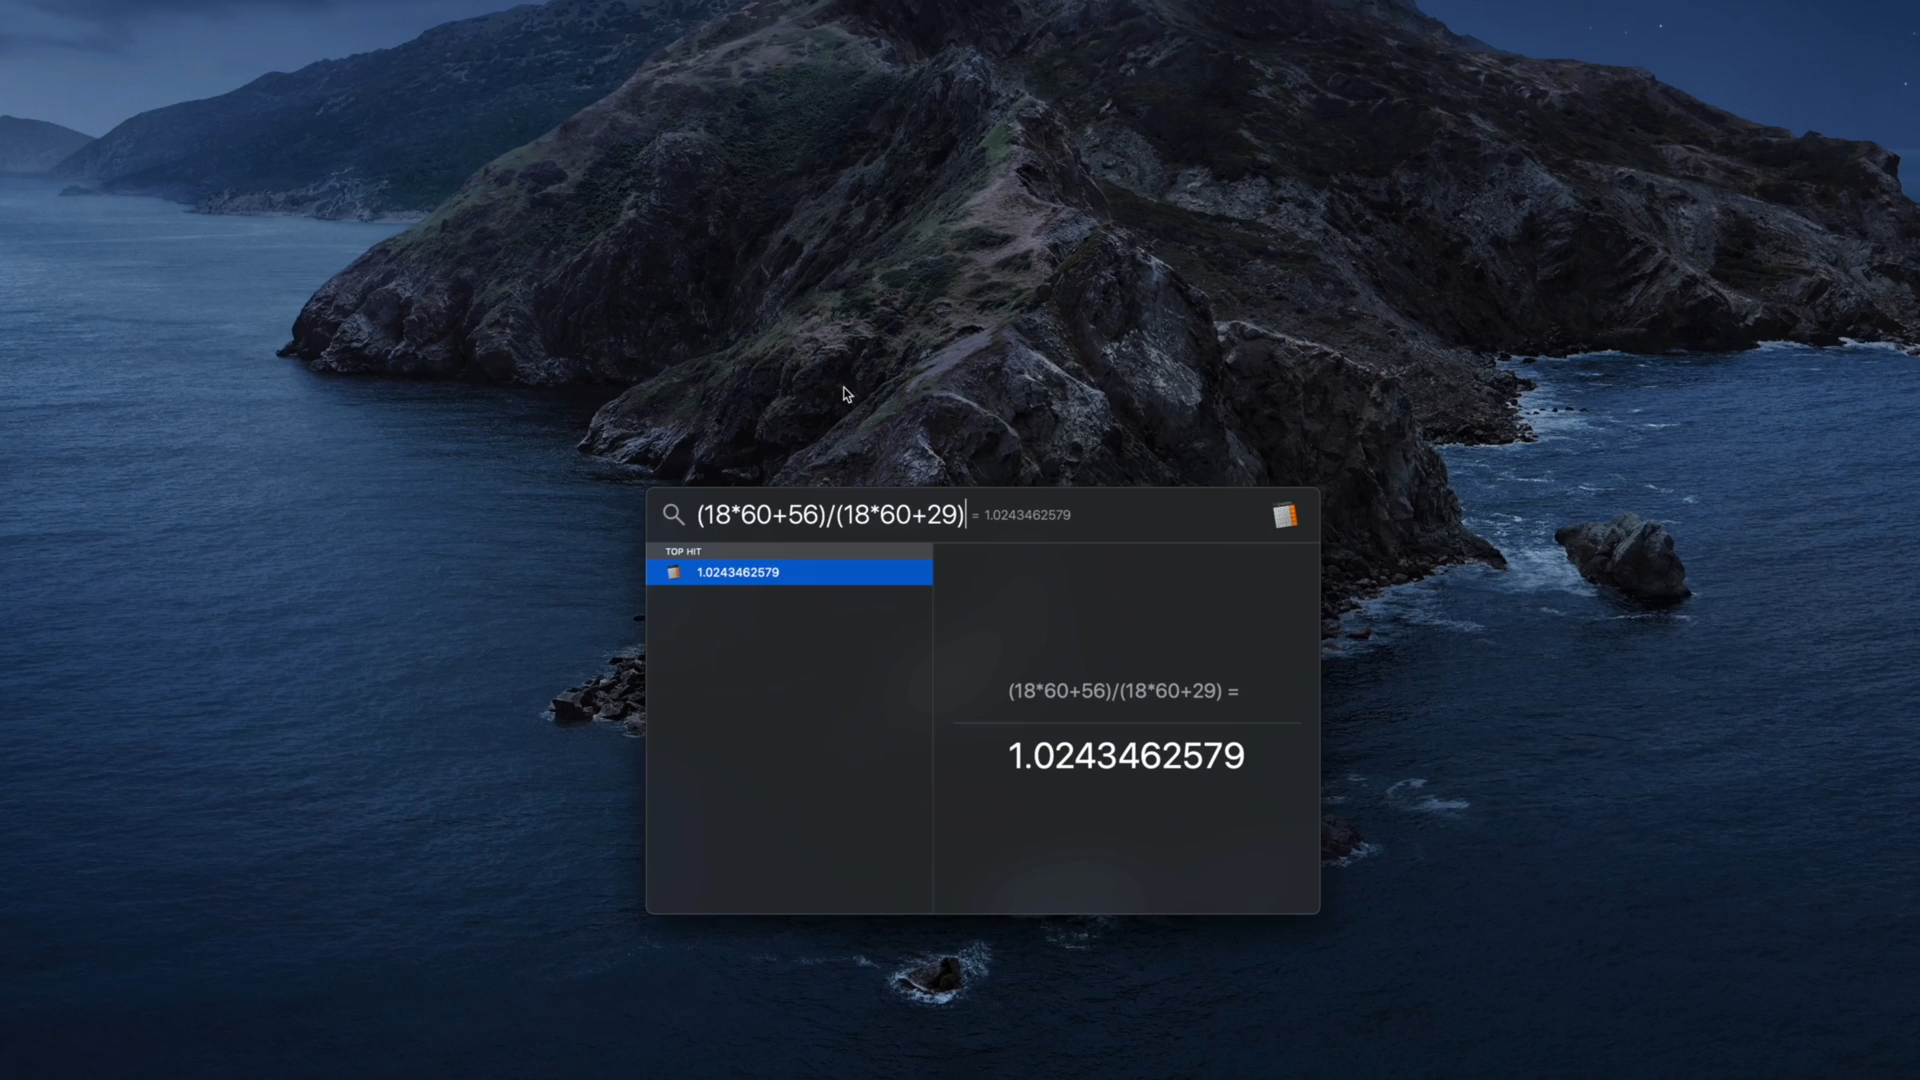 (18*60+56)/(18*60+29) = 1.0243462579
TOP HIT
1.0243462579
(18*60+56)/(18*60+29) =
1.0243462579